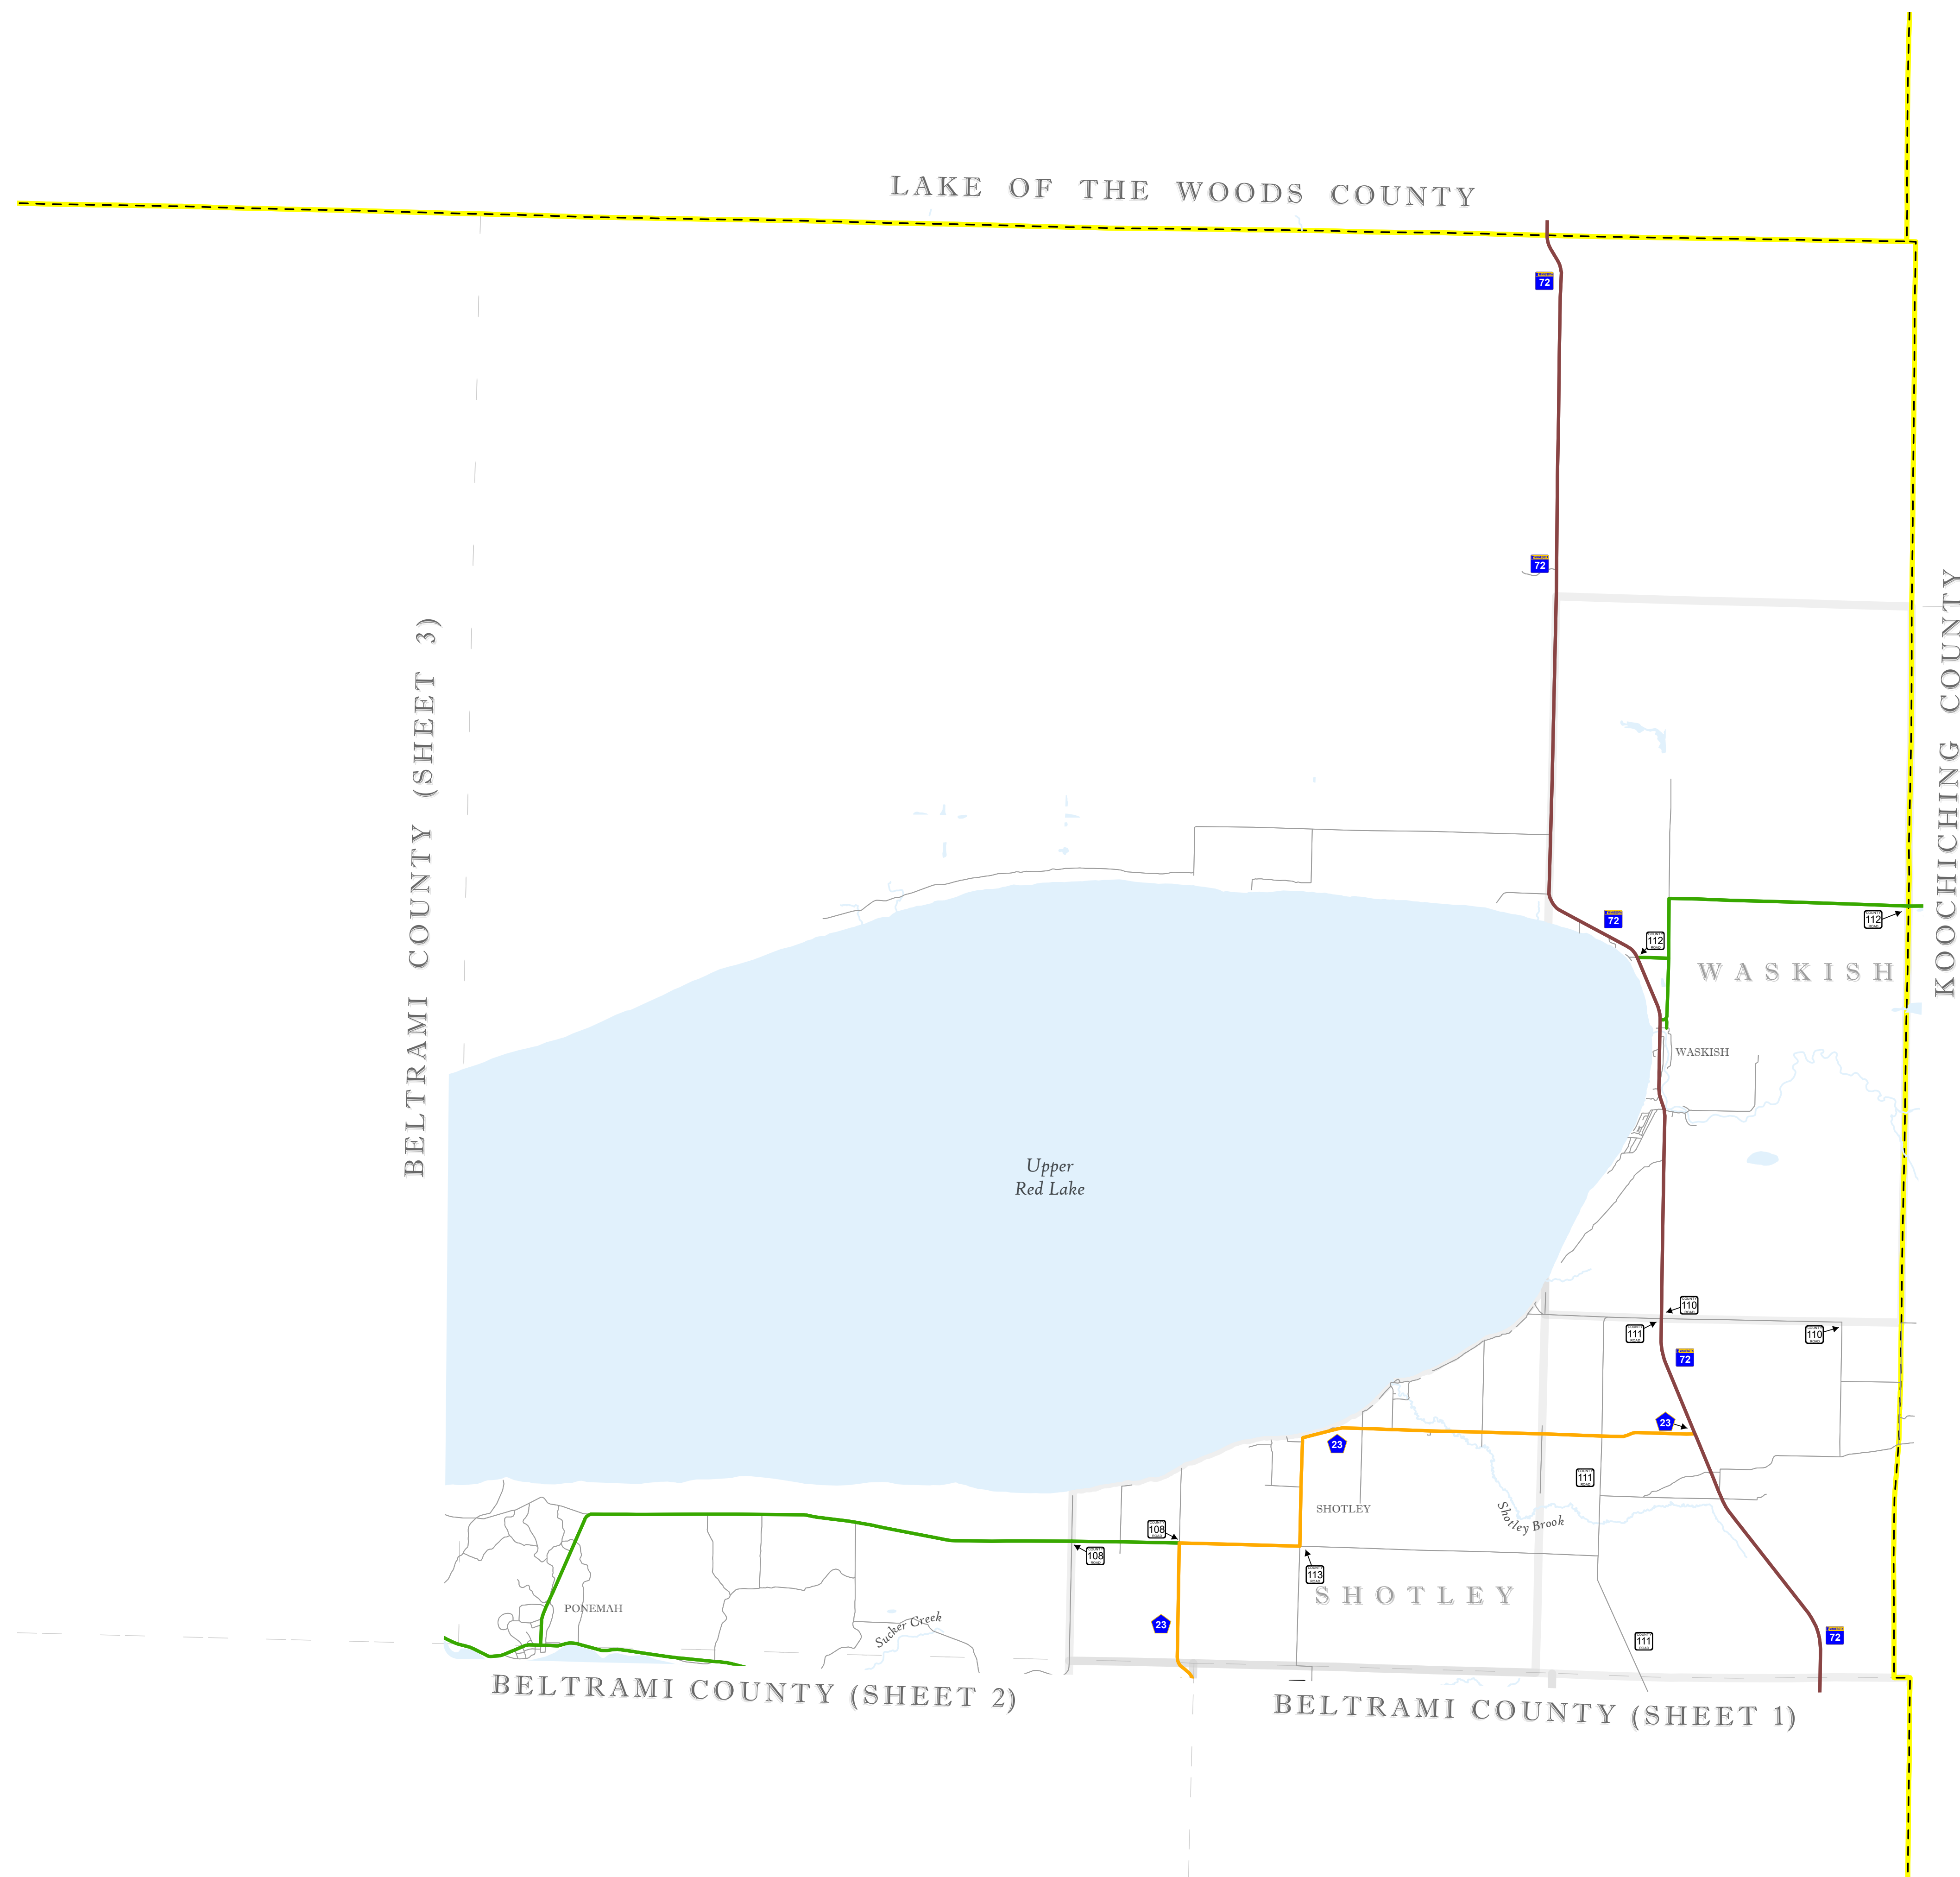 LAKE OF THE WOODS COUNTY
72
72
BELTRAMI COUNTY (SHEET 3)
KOOCHICHING COUNTY
72
112
112
WASKISH
WASKISH
Upper
Red Lake
110
111
110
72
23
23
111
SHOTLEY
Shotley Brook
108
108
113
SHOTLEY
PONEMAH
Sucker Creek
23
111
72
BELTRAMI COUNTY (SHEET 2)
BELTRAMI COUNTY (SHEET 1)